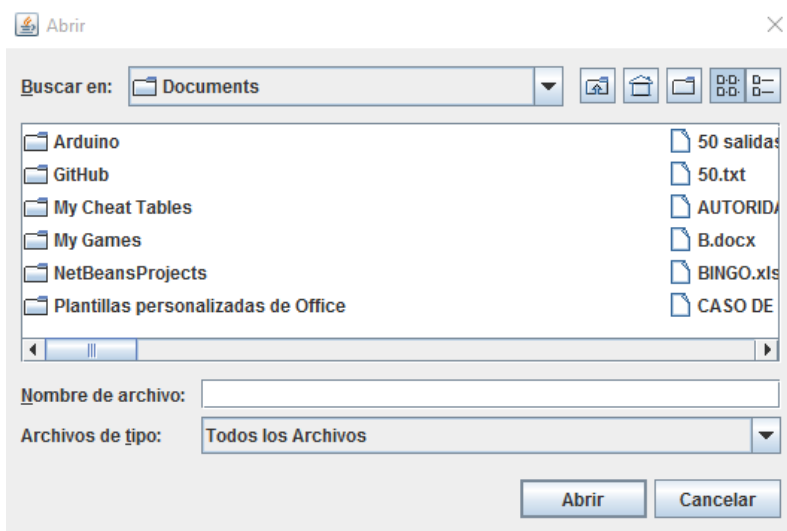 Abrir
Buscar en: Documents
Arduino
GitHub
My Cheat Tables
My Games
NetBeansProjects
Plantillas personalizadas de Office
50 salidas
50.txt
AUTORIDA
B.docx
BINGO.xls
CASO DE
Nombre de archivo:
Archivos de tipo: Todos los Archivos
Abrir Cancelar